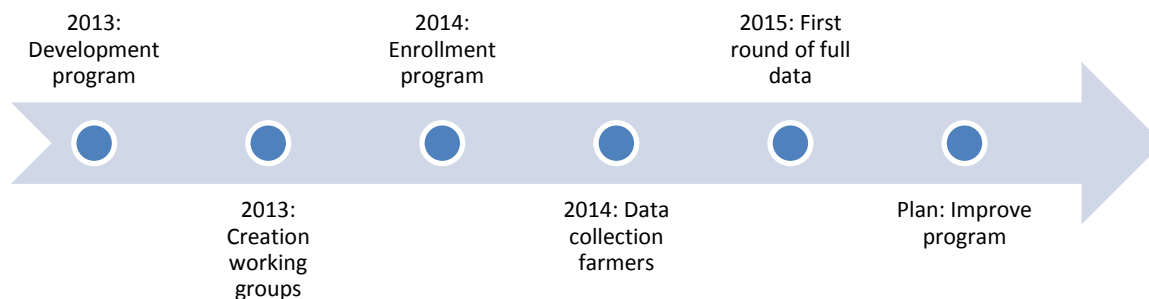 2013:
Development
program
2013:
Creation
working
groups
2014:
Enrollment
program
2014: Data
collection
farmers
2015: First
round of full
data
Plan: Improve
program